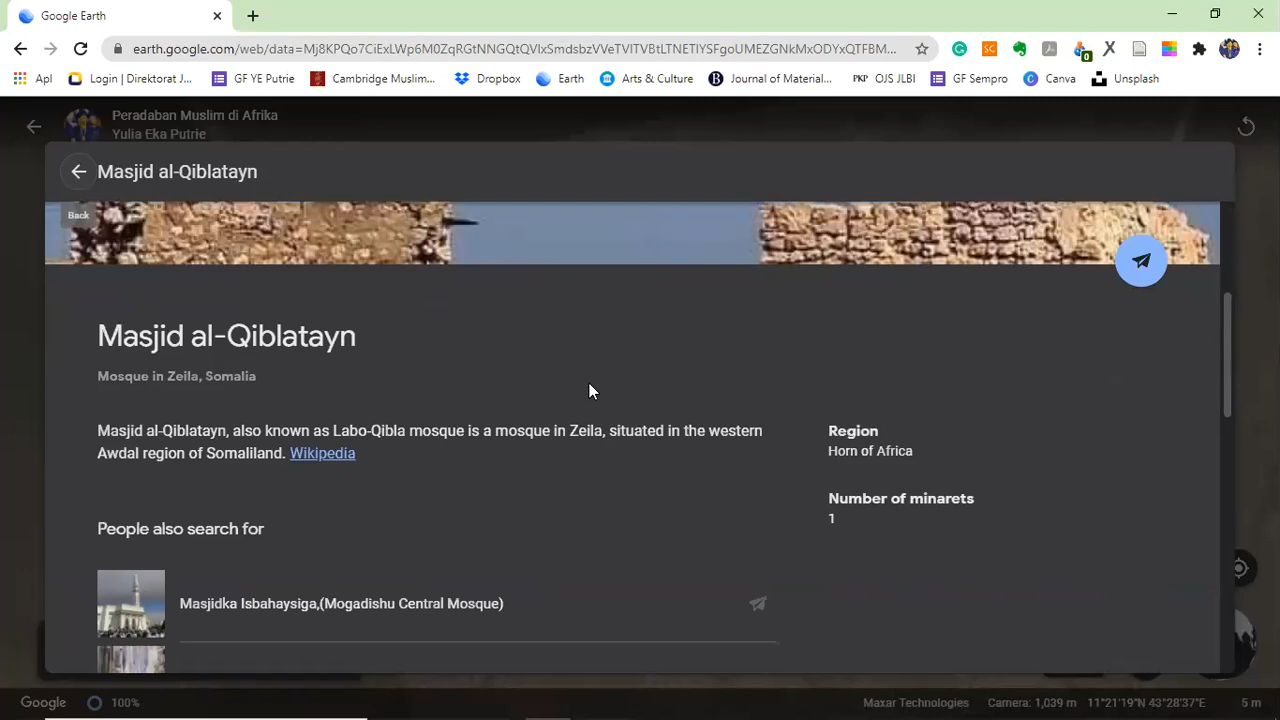 Google Earth
earth.google.com/web/data=Mj8KPQo7CiExLWp6M0ZqRGtNNGQtQVIxSmdsbzVVeTVITVBtLTNETlYSFgoUMEZGNkMxODYxQTFBM...
Apl
Login | Direktorat J...
GF YE Putrie
Cambridge Muslim...
Dropbox
Earth
Arts & Culture
Journal of Material...
PKP OJS JLBI
GF Sempro
Canva
Unsplash
Peradaban Muslim di Afrika
Yulia Eka Putrie
Masjid al-Qiblatayn
Back
Masjid al-Qiblatayn
Mosque in Zeila, Somalia
Masjid al-Qiblatayn, also known as Labo-Qibla mosque is a mosque in Zeila, situated in the western
Awdal region of Somaliland. Wikipedia
Region
Horn of Africa
Number of minarets
1
People also search for
Masjidka Isbahaysiga,(Mogadishu Central Mosque)
Google
100%
Maxar Technologies
Camera: 1,039 m
11°21'19"N 43°28'37"E
5 m